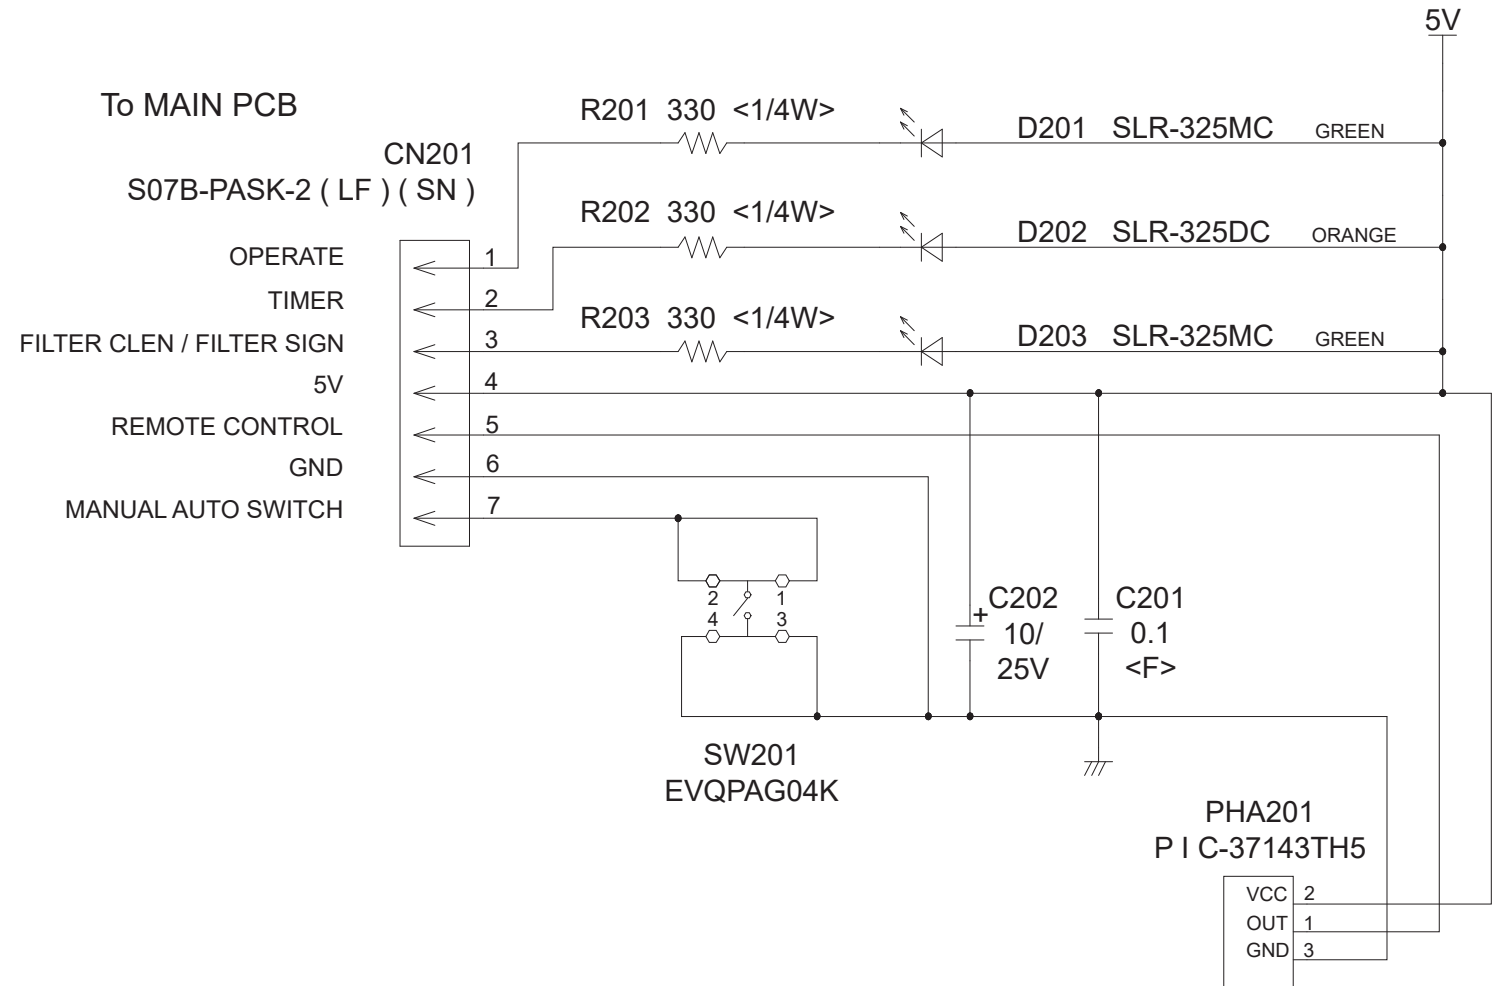 5V
To MAIN PCB
CN201
S07B-PASK-2 ( LF ) ( SN )
R201 330 <1/4W>
D201 SLR-325MC GREEN
R202 330 <1/4W>
D202 SLR-325DC ORANGE
R203 330 <1/4W>
D203 SLR-325MC GREEN
OPERATE 1
TIMER 2
FILTER CLEN / FILTER SIGN 3
5V 4
REMOTE CONTROL 5
GND 6
MANUAL AUTO SWITCH 7
2 1
4 3
SW201
EVQPAG04K
+ C202
10/
25V
C201
0.1
<F>
PHA201
P I C-37143TH5
VCC 2
OUT 1
GND 3